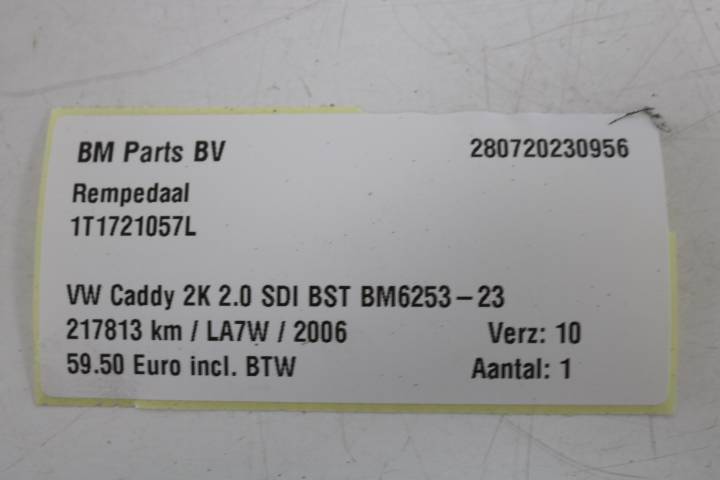 BM Parts BV 280720230956
Rempedaal
1T1721057L
VW Caddy 2K 2.0 SDI BST BM6253-23
217813 km / LA7W / 2006 Verz: 10
59.50 Euro incl. BTW Aantal: 1